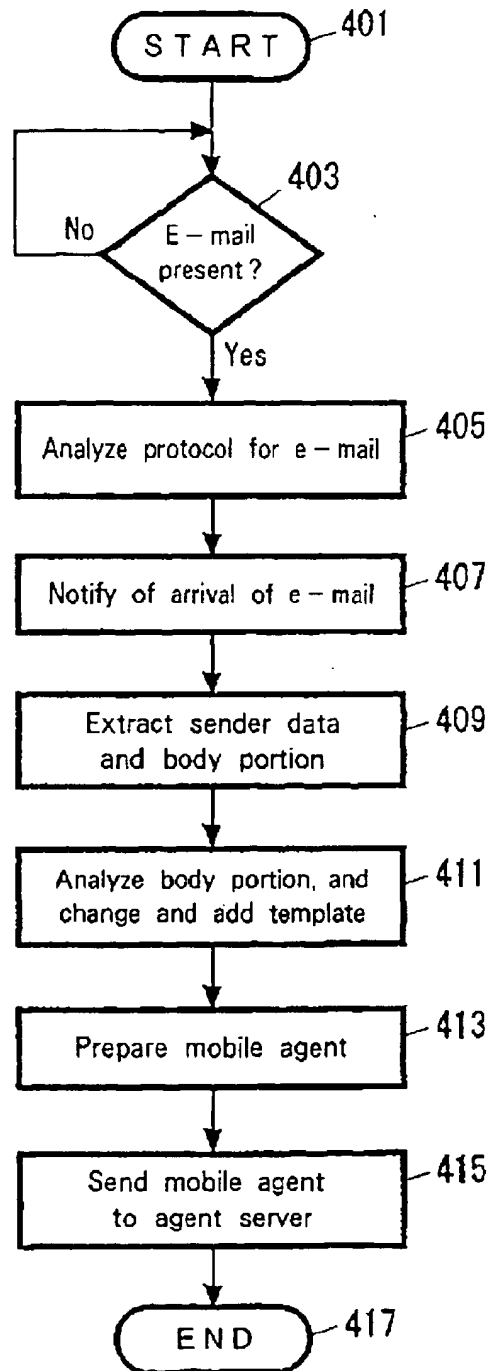 START
401
403
No
E-mail
present?
Yes
Analyze protocol for e-mail
405
Notify of arrival of e-mail
407
Extract sender data
and body portion
409
Analyze body portion, and
change and add template
411
Prepare mobile agent
413
Send mobile agent
to agent server
415
END
417